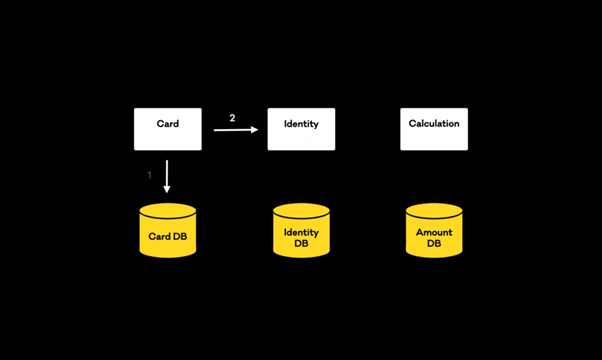 Card
2
Identity
Calculation
1
Card DB
Identity
DB
Amount
DB